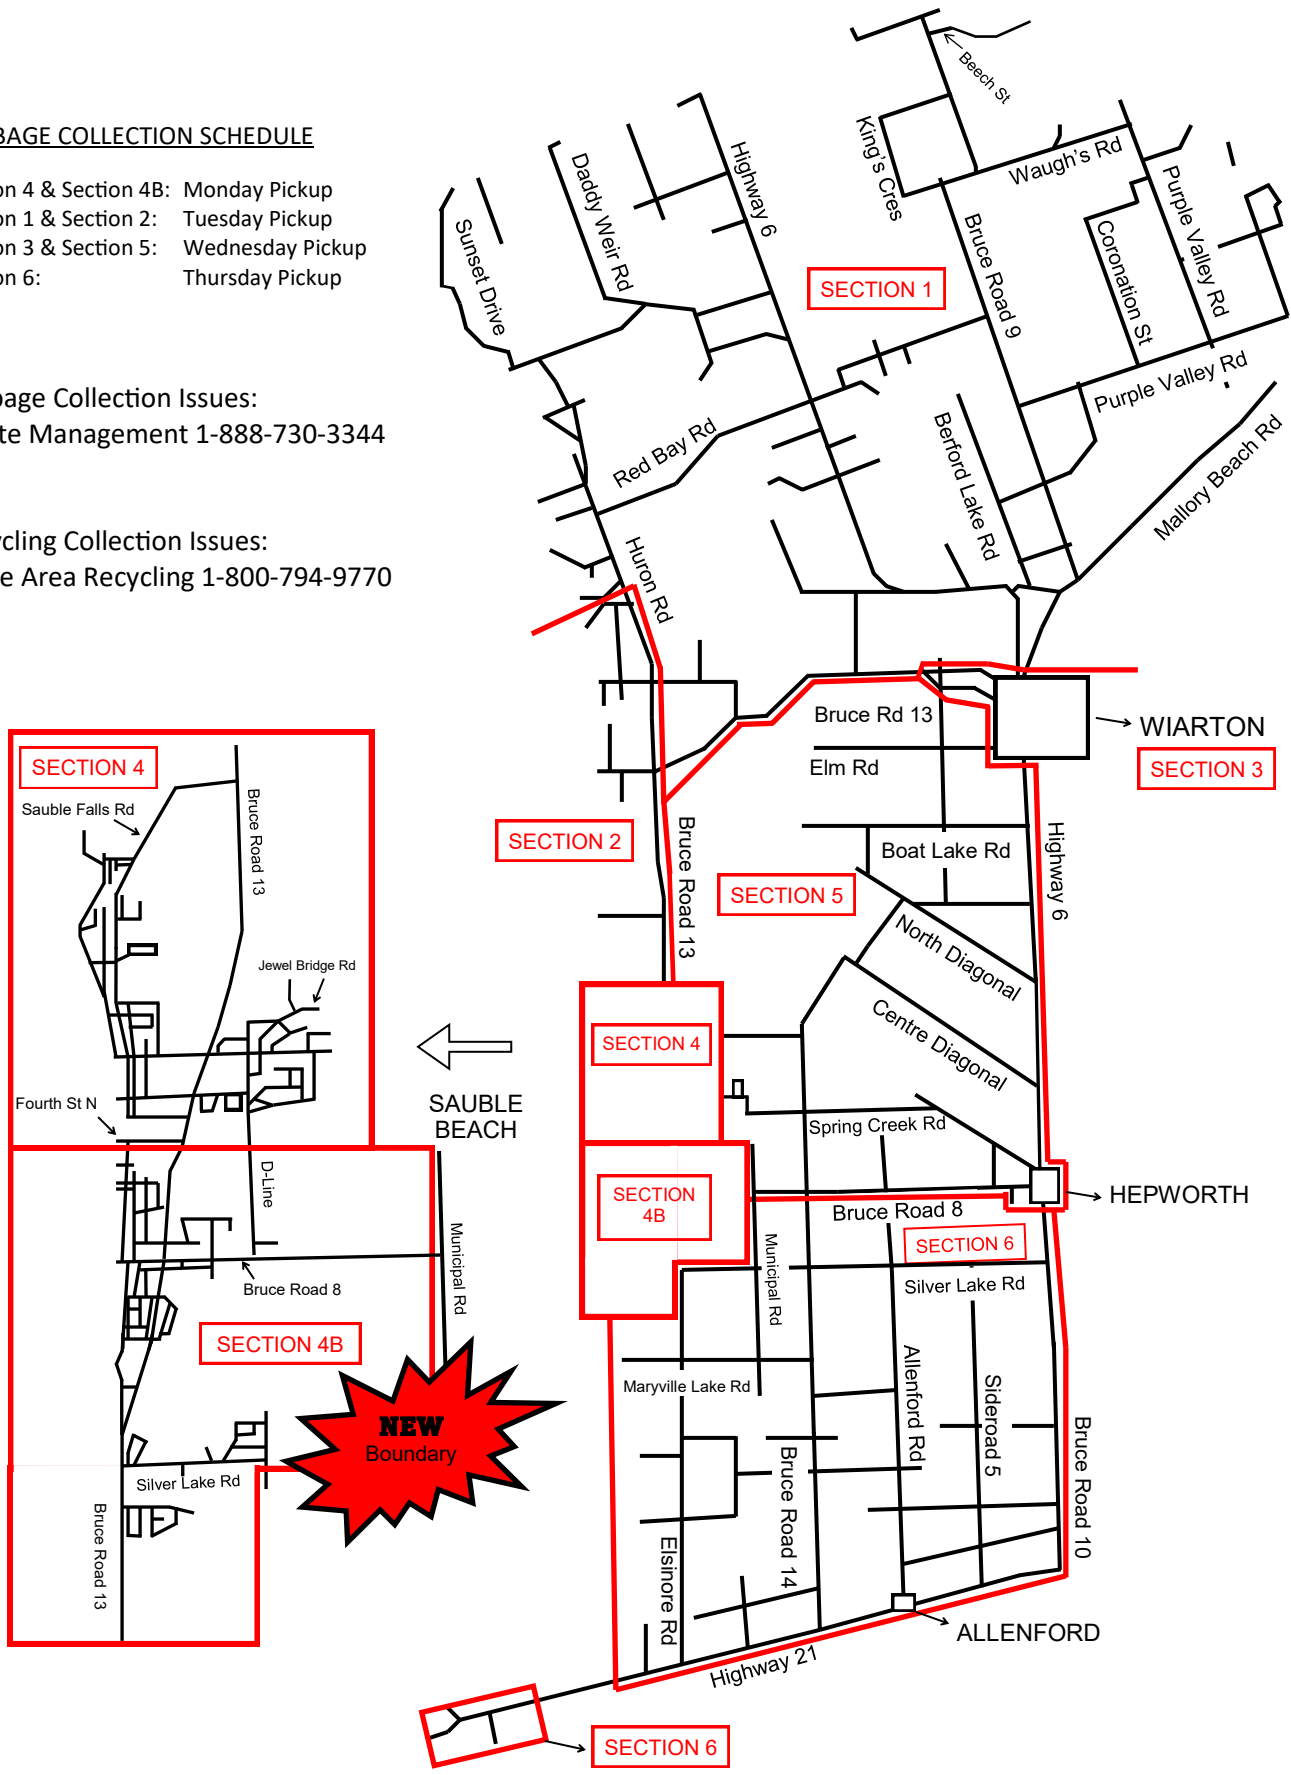 BAGE COLLECTION SCHEDULE
on 4 & Section 4B: Monday Pickup
on 1 & Section 2: Tuesday Pickup
on 3 & Section 5: Wednesday Pickup
on 6: Thursday Pickup
bage Collection Issues:
te Management 1-888-730-3344
cling Collection Issues:
e Area Recycling 1-800-794-9770
Beech St
King's Cres
Waugh's Rd
Highway 6
Daddy Weir Rd
Sunset Drive
Purple Valley Rd
Coronation St
Bruce Road 9
SECTION 1
Purple Valley Rd
Red Bay Rd
Berford Lake Rd
Mallory Beach Rd
Huron Rd
Bruce Rd 13
WIARTON
SECTION 3
Elm Rd
SECTION 2
Bruce Road 13
Boat Lake Rd
Highway 6
SECTION 5
North Diagonal
Centre Diagonal
SECTION 4
Spring Creek Rd
HEPWORTH
SECTION
4B
Bruce Road 8
SECTION 6
Municipal Rd
Silver Lake Rd
Maryville Lake Rd
Allenford Rd
Sideroad 5
Bruce Road 14
Bruce Road 10
Elsinore Rd
ALLENFORD
Highway 21
SECTION 6
SECTION 4
Sauble Falls Rd
Bruce Road 13
Jewel Bridge Rd
SAUBLE
BEACH
Fourth St N
D-Line
Municipal Rd
Bruce Road 8
SECTION 4B
NEW
Boundary
Silver Lake Rd
Bruce Road 13